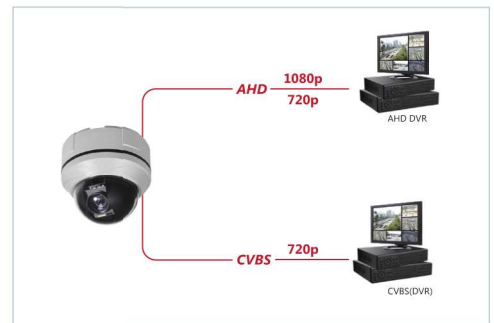 AHD
1080p
720p
AHD DVR
CVBS
720p
CVBS(DVR)